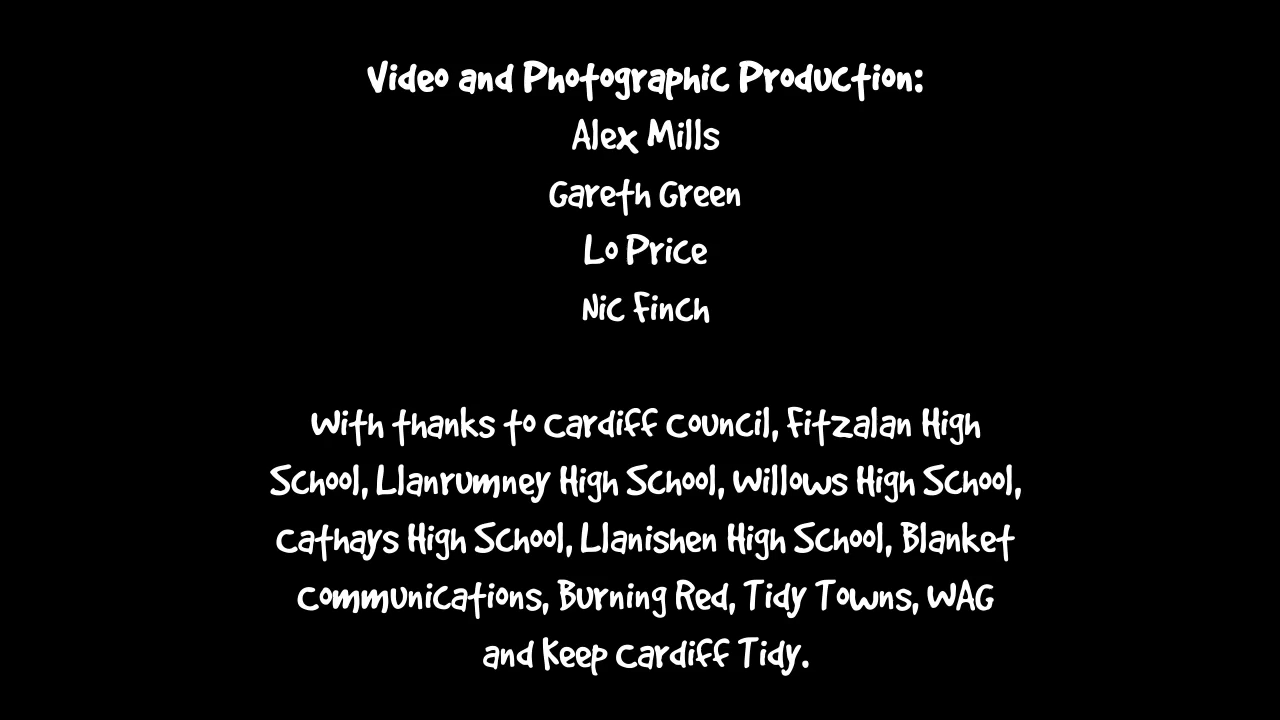 Video and Photographic Production:
Alex Mills
Gareth Green
Lo Price
Nic Finch
With thanks to Cardiff Council, Fitzalan High
School, Llanrumney High School, Willows High School,
Cathays High School, Llanishen High School, Blanket
Communications, Burning Red, Tidy Towns, WAG
and Keep Cardiff Tidy.